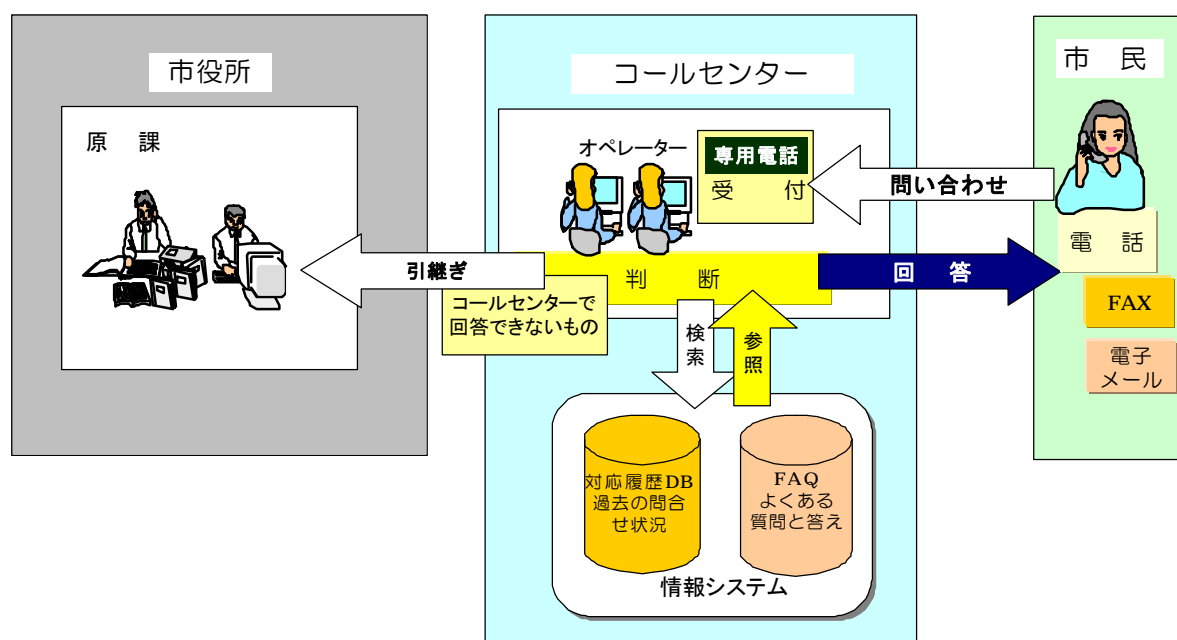 市役所
原 課
コールセンター
オペレーター
専用電話
受 付
市 民
問い合わせ
電 話
FAX
電子
メール
引継ぎ
判 断
回 答
コールセンターで
回答できないもの
検索
参照
対応履歴DB
過去の問合
せ状況
FAQ
よくある
質問と答え
情報システム